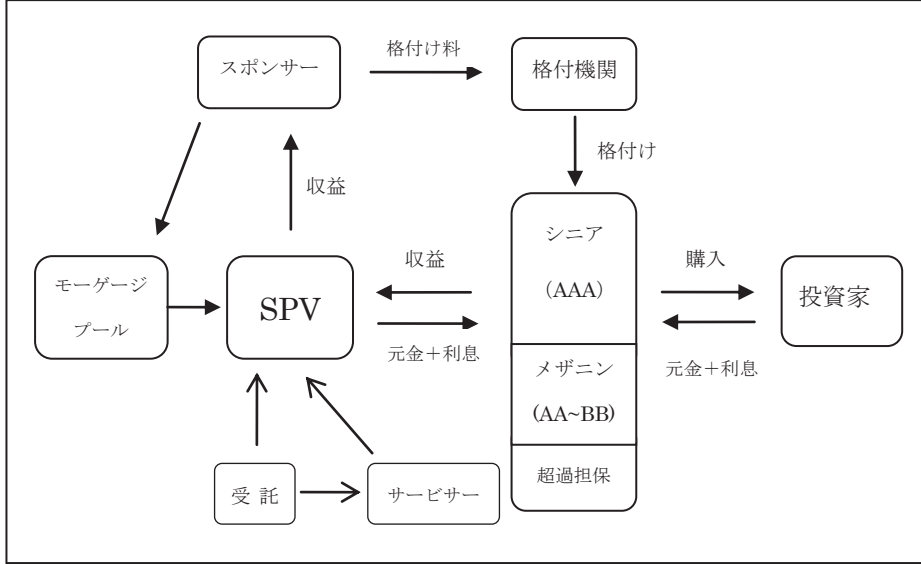 スポンサー
格付け料
格付機関
格付け
収益
シニア
(AAA)
収益
購入
モーゲージ
プール
SPV
投資家
元金＋利息
元金＋利息
メザニン
(AA~BB)
超過担保
受 託
サービサー